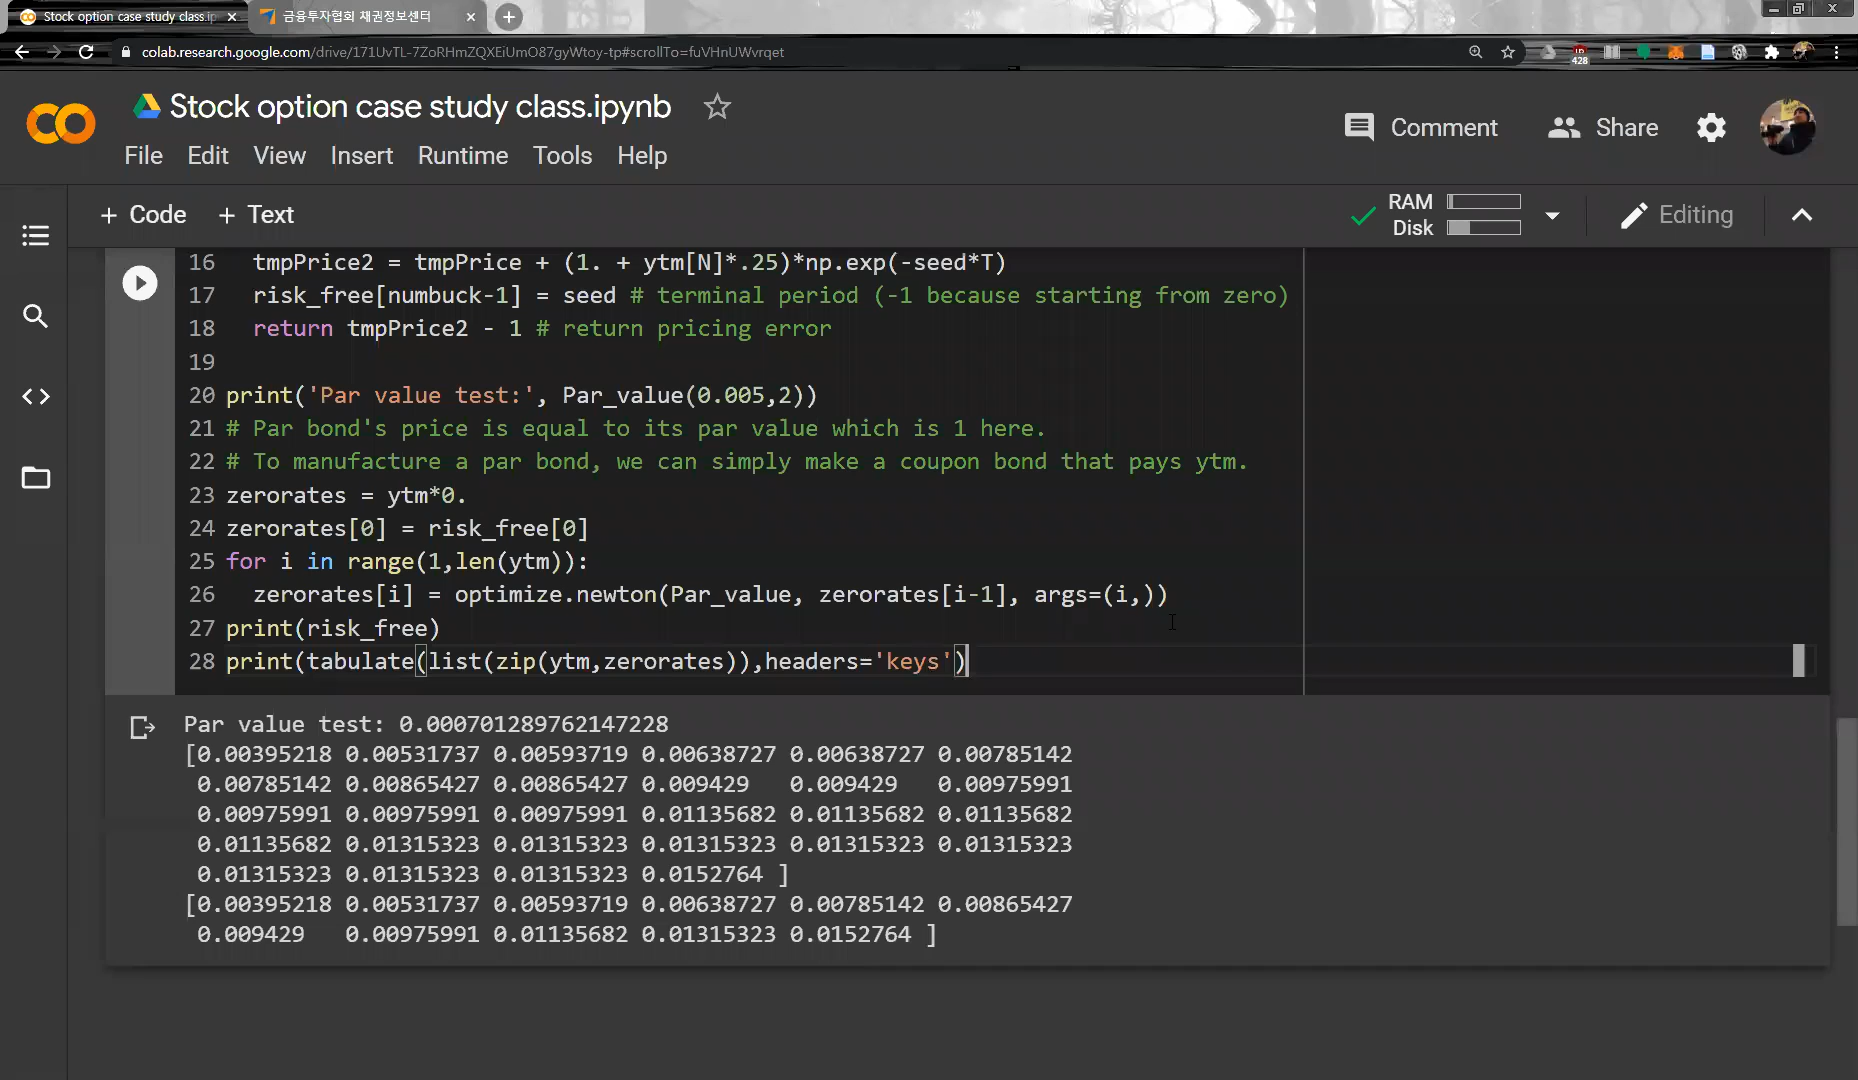 Stock option case study class.ip
금융투자협회 채권정보센터
colab.research.google.com/drive/171UvTL-7ZoRHmZQXEiUmO87gyWtoy-tp#scrollTo=fuVHnUWvrqet
428
Stock option case study class.ipynb
Comment
Share
File Edit View Insert Runtime Tools Help
+ Code + Text
RAM
Disk
Editing
16 tmpPrice2 = tmpPrice + (1. + ytm[N]*.25)*np.exp(-seed*T)
17 risk_free[numbuck-1] = seed # terminal period (-1 because starting from zero)
18 return tmpPrice2 - 1 # return pricing error
19
20 print('Par value test:', Par_value(0.005,2))
21 # Par bond's price is equal to its par value which is 1 here.
22 # To manufacture a par bond, we can simply make a coupon bond that pays ytm.
23 zerorates = ytm*0.
24 zerorates[0] = risk_free[0]
25 for i in range(1,len(ytm)):
26 zerorates[i] = optimize.newton(Par_value, zerorates[i-1], args=(i,))
27 print(risk_free)
28 print(tabulate(list(zip(ytm,zerorates)),headers='keys')
Par value test: 0.000701289762147228
[0.00395218 0.00531737 0.00593719 0.00638727 0.00638727 0.00785142
0.00785142 0.00865427 0.00865427 0.009429 0.009429 0.00975991
0.00975991 0.00975991 0.00975991 0.01135682 0.01135682 0.01135682
0.01135682 0.01315323 0.01315323 0.01315323 0.01315323 0.01315323
0.01315323 0.01315323 0.01315323 0.0152764 ]
[0.00395218 0.00531737 0.00593719 0.00638727 0.00785142 0.00865427
0.009429 0.00975991 0.01135682 0.01315323 0.0152764 ]